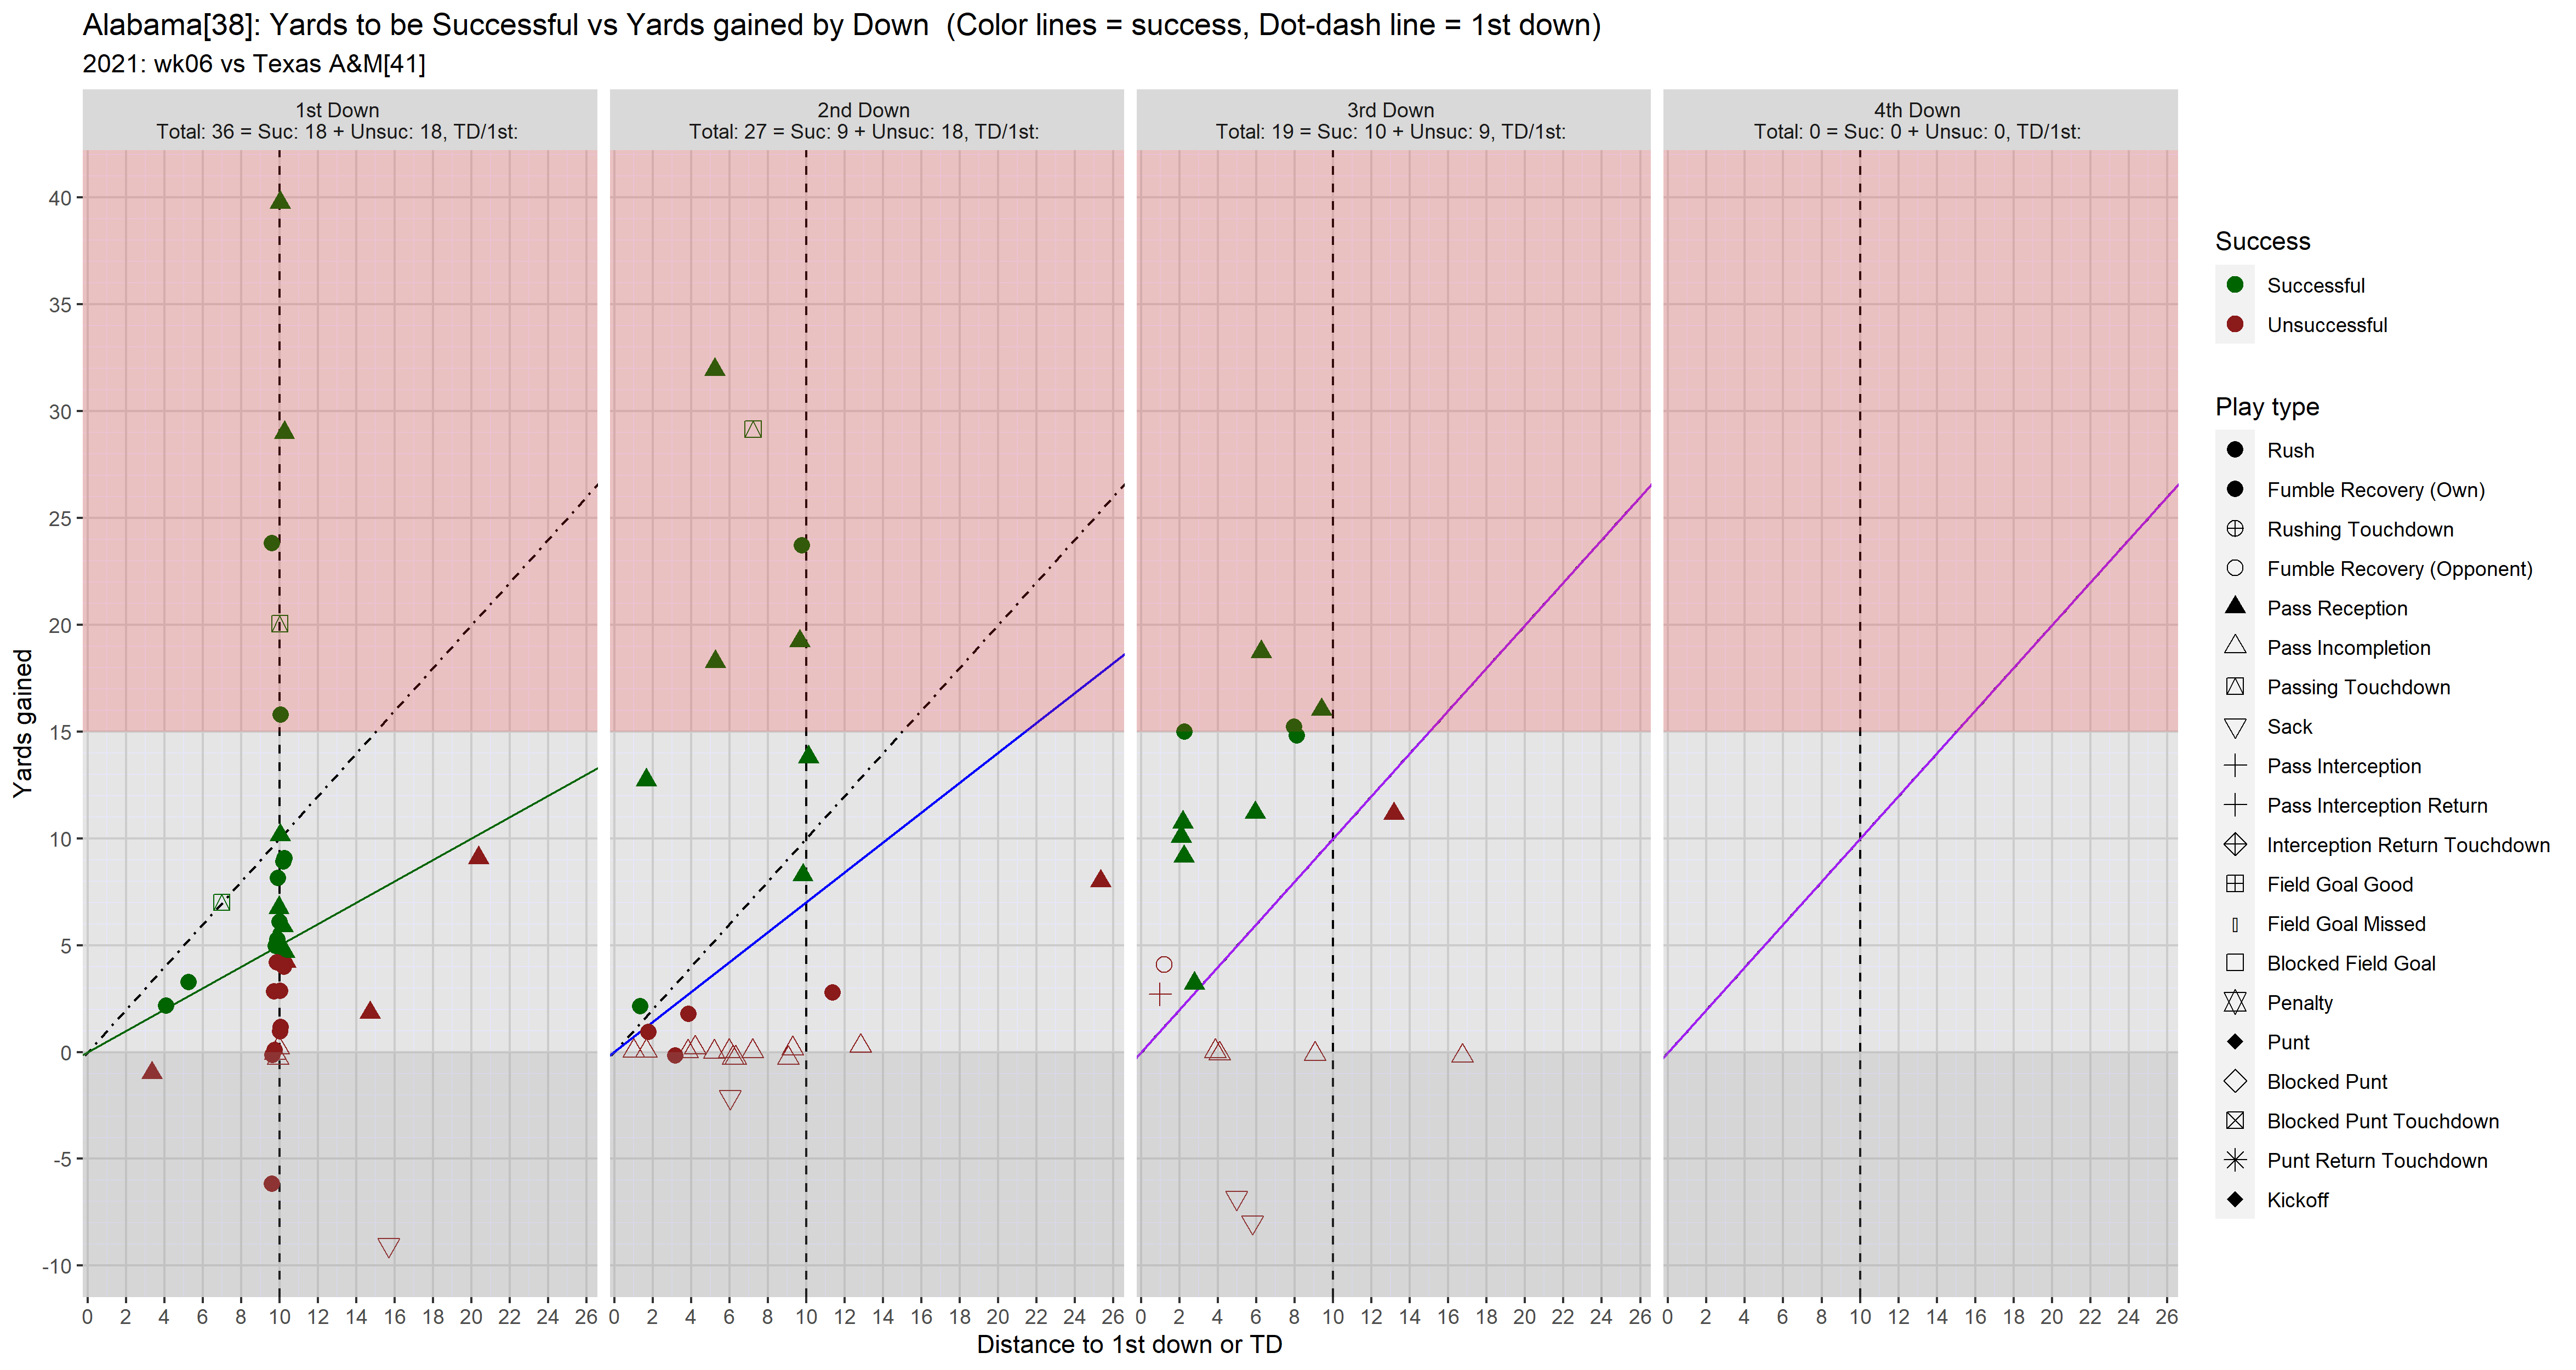 Alabama[38]: Yards to be Successful vs Yards gained by Down  (Color lines = success, Dot-dash line = 1st down)
2021: wk06 vs Texas A&M[41]
1st Down
Total: 36 = Suc: 18 + Unsuc: 18, TD/1st:
2nd Down
Total: 27 = Suc: 9 + Unsuc: 18, TD/1st:
3rd Down
Total: 19 = Suc: 10 + Unsuc: 9, TD/1st:
4th Down
Total: 0 = Suc: 0 + Unsuc: 0, TD/1st:
Yards gained
40
35
30
25
20
15
10
5
0
-5
-10
0 2 4 6 8 10 12 14 16 18 20 22 24 26
0 2 4 6 8 10 12 14 16 18 20 22 24 26
0 2 4 6 8 10 12 14 16 18 20 22 24 26
0 2 4 6 8 10 12 14 16 18 20 22 24 26
Distance to 1st down or TD
Success
Successful
Unsuccessful
Play type
Rush
Fumble Recovery (Own)
Rushing Touchdown
Fumble Recovery (Opponent)
Pass Reception
Pass Incompletion
Passing Touchdown
Sack
Pass Interception
Pass Interception Return
Interception Return Touchdown
Field Goal Good
Field Goal Missed
Blocked Field Goal
Penalty
Punt
Blocked Punt
Blocked Punt Touchdown
Punt Return Touchdown
Kickoff